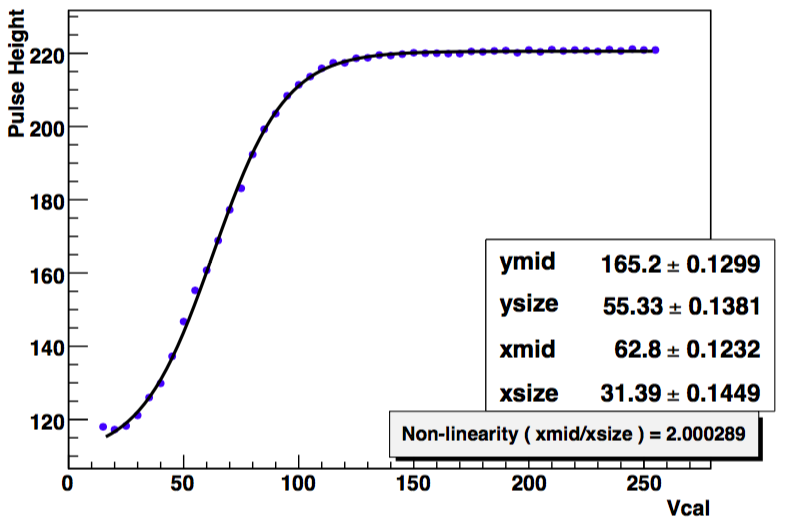 Pulse Height
220
200
180
160
140
120
ymid 165.2 ± 0.1299
ysize 55.33 ± 0.1381
xmid 62.8 ± 0.1232
xsize 31.39 ± 0.1449
Non-linearity ( xmid/xsize ) = 2.000289
0 50 100 150 200 250
Vcal